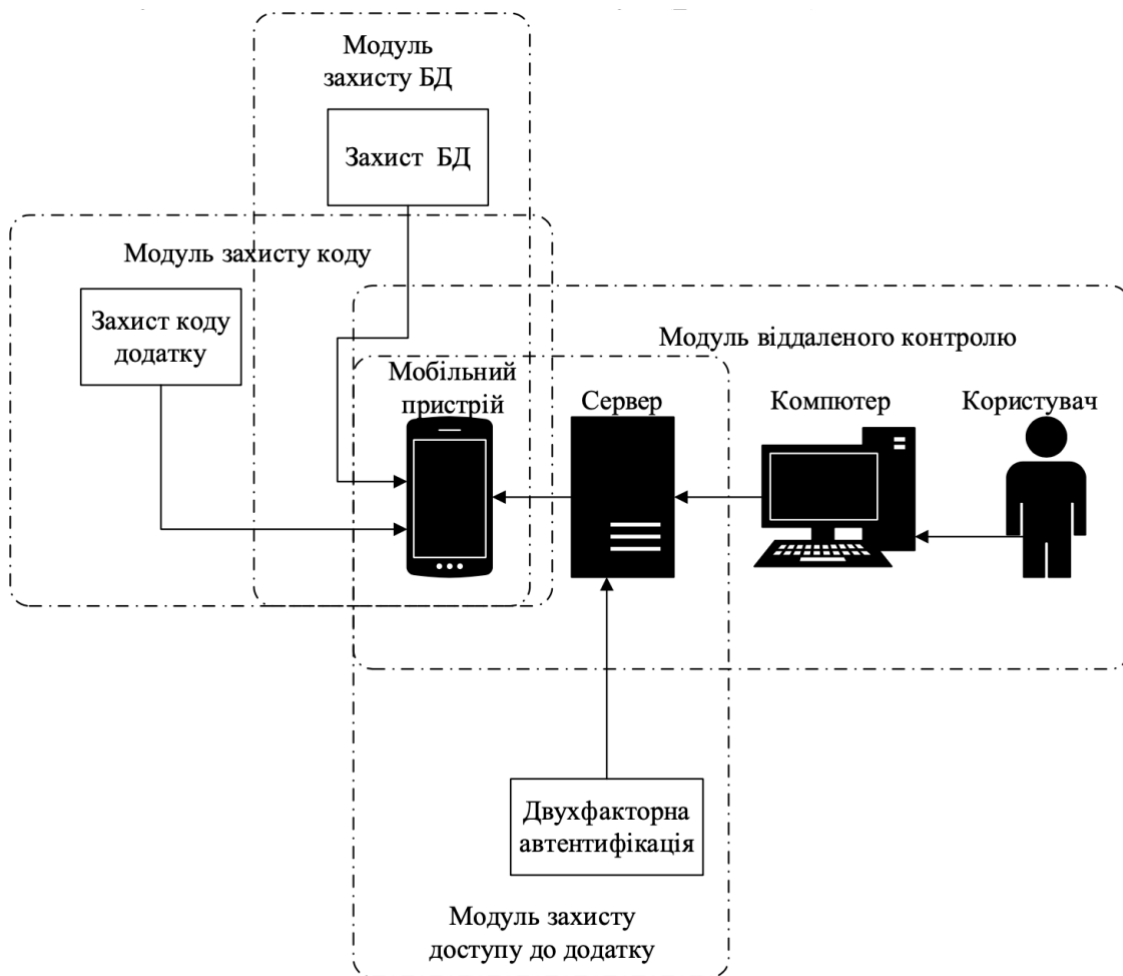 Модуль
захисту БД
Захист БД
Модуль захисту коду
Захист коду
додатку
Модуль віддаленого контролю
Мобільний
пристрій
Сервер
Компютер
Користувач
Двухфакторна
автентифікація
Модуль захисту
доступу до додатку